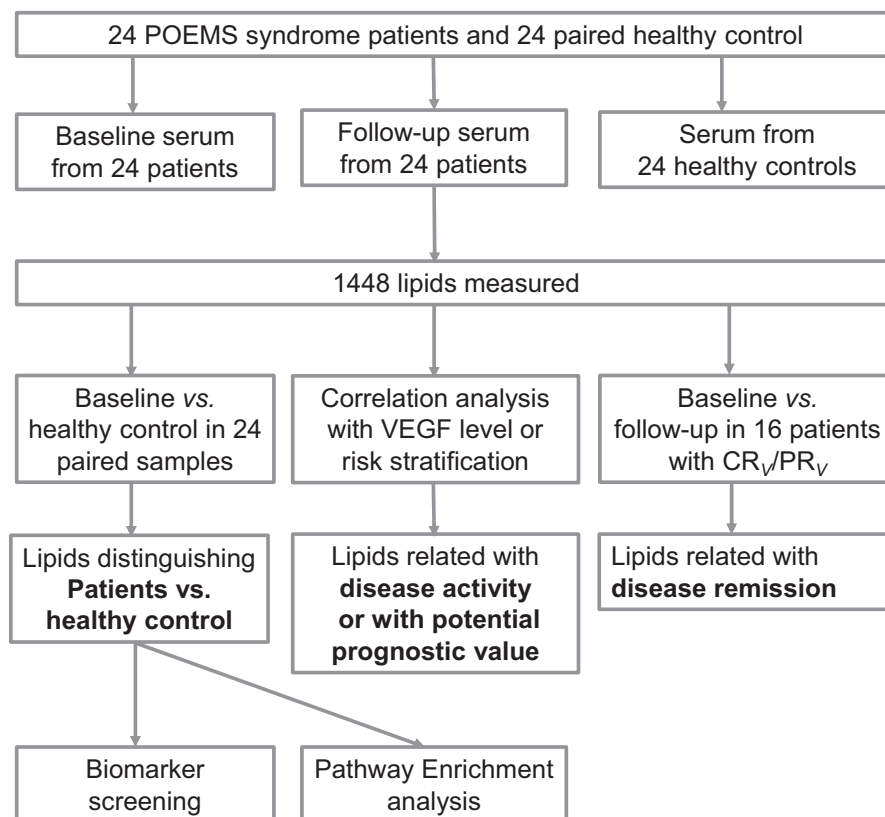 24 POEMS syndrome patients and 24 paired healthy control
Baseline serum
from 24 patients
Follow-up serum
from 24 patients
Serum from
24 healthy controls
1448 lipids measured
Baseline vs.
healthy control in 24
paired samples
Correlation analysis
with VEGF level or
risk stratification
Baseline vs.
follow-up in 16 patients
with CRV/PRV
Lipids distinguishing
Patients vs.
healthy control
Lipids related with
disease activity
or with potential
prognostic value
Lipids related with
disease remission
Biomarker
screening
Pathway Enrichment
analysis